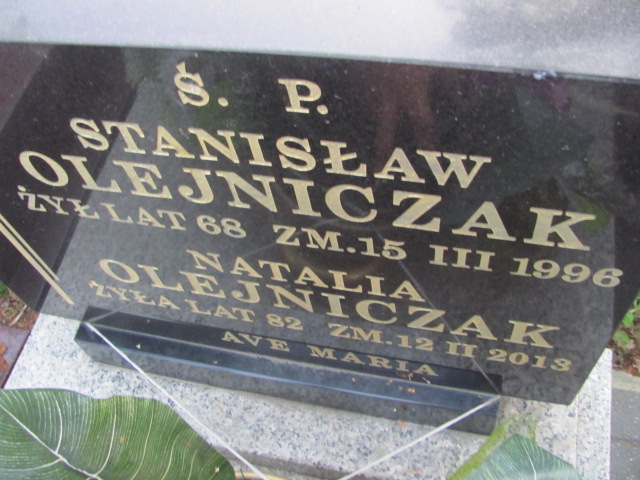 Ś. P.
STANISŁAW
OLEJNICZAK
ŻYŁ LAT 68 ZM. 15 III 1996
NATALIA
OLEJNICZAK
ŻYŁA LAT 82 ZM. 12 II 2013
AVE MARIA